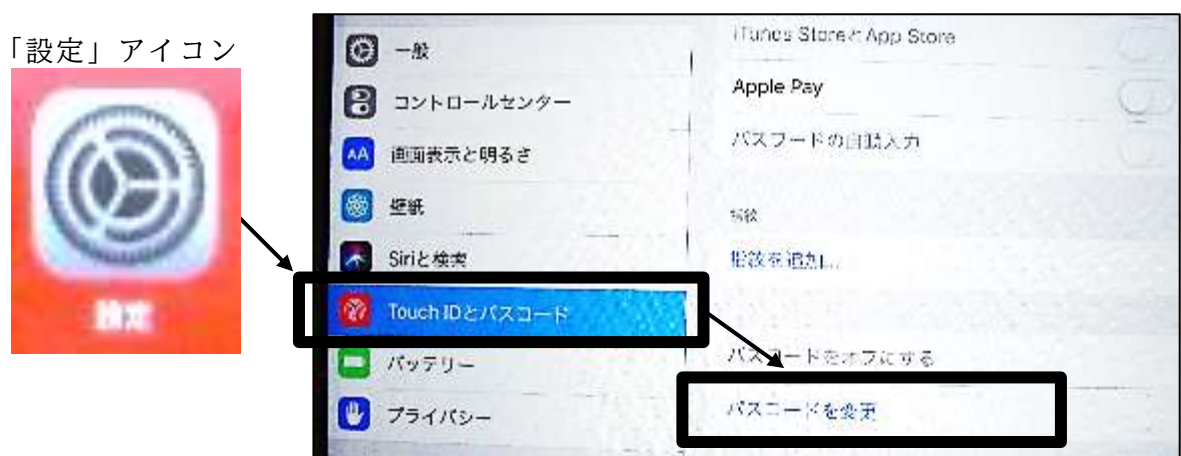 「設定」アイコン
設定
一般
コントロールセンター
画面表示と明るさ
壁紙
Siriと検索
Touch IDとパスコード
バッテリー
プライバシー
iTunes StoreとApp Store
Apple Pay
パスワードの自動入力
指紋
指紋を追加...
パスコードをオフにする
パスコードを変更